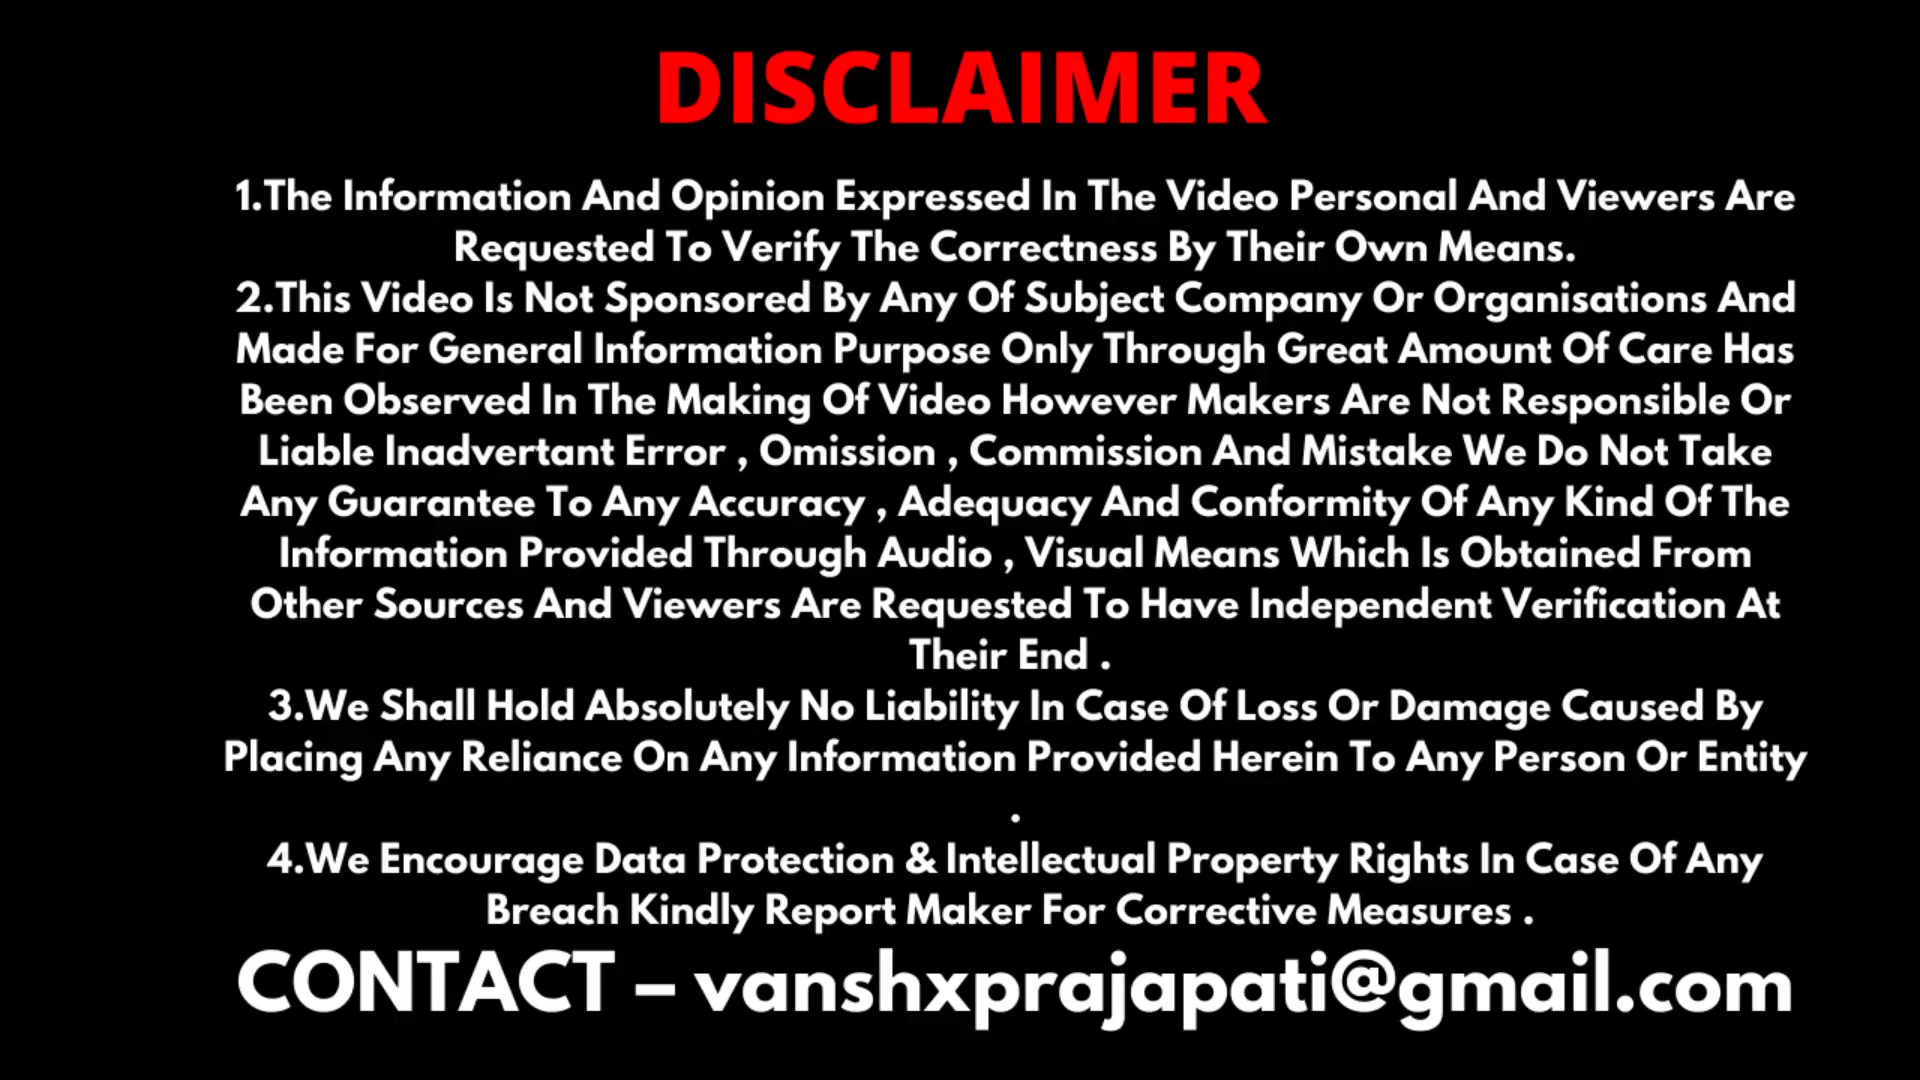 DISCLAIMER
1.The Information And Opinion Expressed In The Video Personal And Viewers Are
Requested To Verify The Correctness By Their Own Means.
2.This Video Is Not Sponsored By Any Of Subject Company Or Organisations And
Made For General Information Purpose Only Through Great Amount Of Care Has
Been Observed In The Making Of Video However Makers Are Not Responsible Or
Liable Inadvertant Error , Omission , Commission And Mistake We Do Not Take
Any Guarantee To Any Accuracy , Adequacy And Conformity Of Any Kind Of The
Information Provided Through Audio , Visual Means Which Is Obtained From
Other Sources And Viewers Are Requested To Have Independent Verification At
Their End .
3.We Shall Hold Absolutely No Liability In Case Of Loss Or Damage Caused By
Placing Any Reliance On Any Information Provided Herein To Any Person Or Entity
.
4.We Encourage Data Protection & Intellectual Property Rights In Case Of Any
Breach Kindly Report Maker For Corrective Measures .
CONTACT – vanshxprajapati@gmail.com